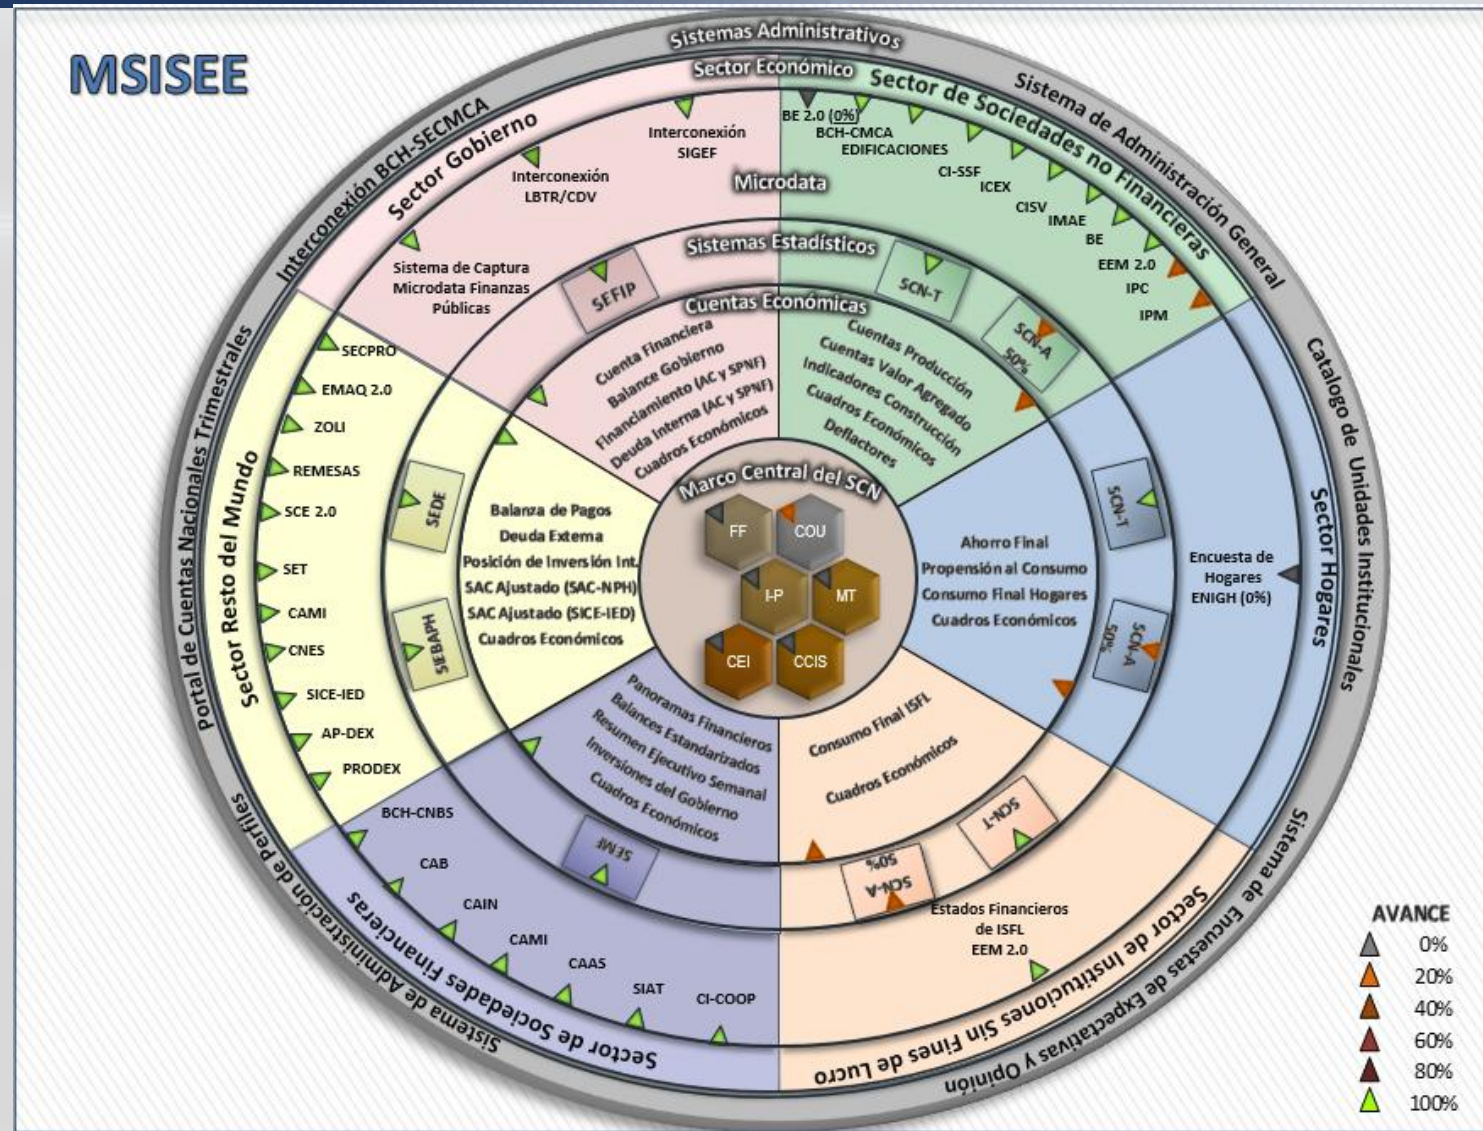 MSISEE
Sistemas Administrativos
Sistema de Administración General
Catalogo de Unidades Institucionales
Sistema de Encuestas de Expectativas y Opinión
Sistema de Administración de Perfiles
Portal de Cuentas Nacionales Trimestrales
Interconexión BCH-SECMCA
Sector Económico
Microdata
Sistemas Estadísticos
Cuentas Económicas
Marco Central del SCN
FF
COU
I-P
MT
CEI
CCIS
Sector Gobierno
Interconexión
SIGEF
Interconexión
LBTR/CDV
Sistema de Captura
Microdata Finanzas
Públicas
SEFIP
Cuenta Financiera
Balance Gobierno
Financiamiento (AC y SPNF)
Deuda Interna (AC y SPNF)
Cuadros Económicos
Sector de Sociedades no Financieras
BE 2.0 (0%)
BCH-CMCA
EDIFICACIONES
CI-SSF
ICEX
CISV
IMAE
BE
EEM 2.0
IPC
IPM
SCN-T
SCN-A
50%
Cuentas Producción
Cuentas Valor Agregado
Indicadores Construcción
Cuadros Económicos
Deflactores
Sector Hogares
Encuesta de
Hogares
ENIGH (0%)
SCN-T
SCN-A
50%
Ahorro Final
Propensión al Consumo
Consumo Final Hogares
Cuadros Económicos
Sector de Instituciones Sin Fines de Lucro
Estados Financieros
de ISFL
EEM 2.0
SCN-T
SCN-A
50%
Consumo Final ISFL
Cuadros Económicos
Sector de Sociedades Financieras
BCH-CNBS
CAB
CAIN
CAMI
CAAS
SIAT
CI-COOP
SEMF
Panoramas Financieros
Balances Estandarizados
Resumen Ejecutivo Semanal
Inversiones del Gobierno
Cuadros Económicos
Sector Resto del Mundo
SECPRO
EMAQ 2.0
ZOLI
REMESAS
SCE 2.0
SET
CAMI
CNES
SICE-IED
AP-DEX
PRODEX
SEDE
SIEBAPH
Balanza de Pagos
Deuda Externa
Posición de Inversión Int.
SAC Ajustado (SAC-NPH)
SAC Ajustado (SICE-IED)
Cuadros Económicos
AVANCE
0%
20%
40%
60%
80%
100%